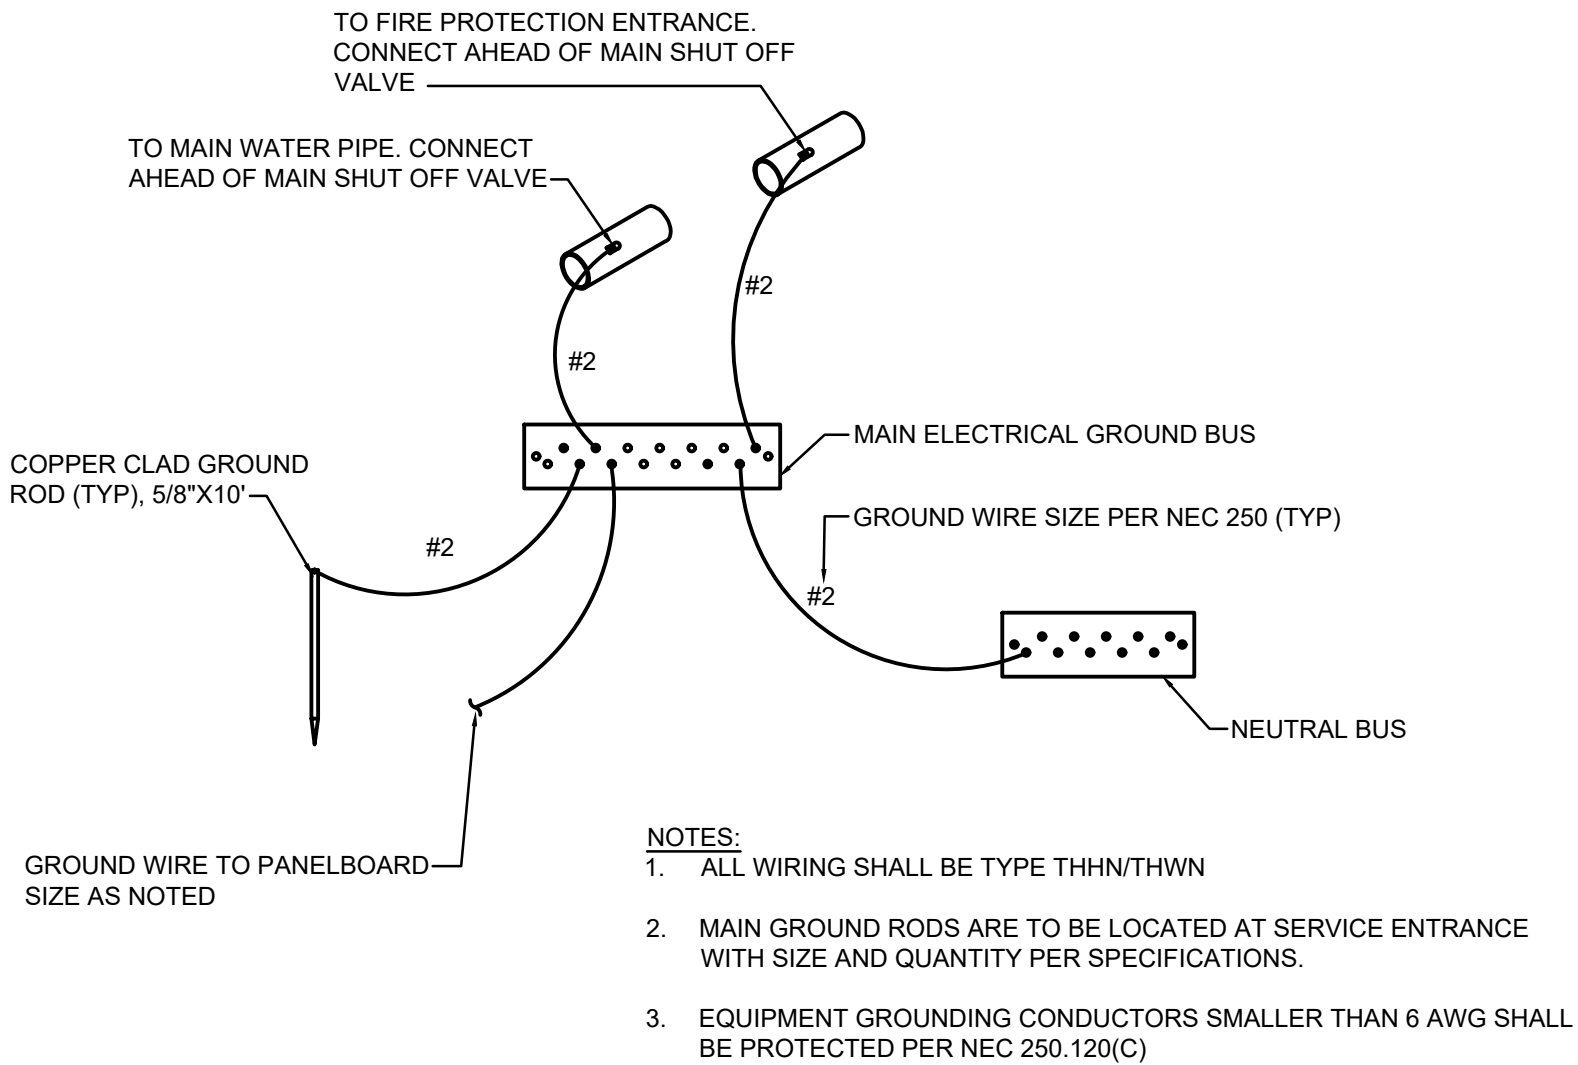 TO FIRE PROTECTION ENTRANCE.
CONNECT AHEAD OF MAIN SHUT OFF
VALVE
TO MAIN WATER PIPE. CONNECT
AHEAD OF MAIN SHUT OFF VALVE
#2
#2
MAIN ELECTRICAL GROUND BUS
COPPER CLAD GROUND
ROD (TYP), 5/8"X10'
GROUND WIRE SIZE PER NEC 250 (TYP)
#2
#2
NEUTRAL BUS
GROUND WIRE TO PANELBOARD
SIZE AS NOTED
NOTES:
1. ALL WIRING SHALL BE TYPE THHN/THWN
2. MAIN GROUND RODS ARE TO BE LOCATED AT SERVICE ENTRANCE
WITH SIZE AND QUANTITY PER SPECIFICATIONS.
3. EQUIPMENT GROUNDING CONDUCTORS SMALLER THAN 6 AWG SHALL
BE PROTECTED PER NEC 250.120(C)